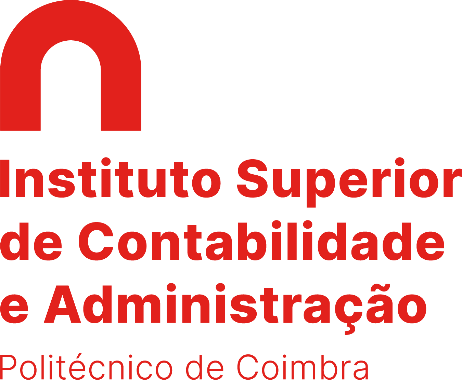 Instituto Superior
de Contabilidade
e Administração
Politécnico de Coimbra